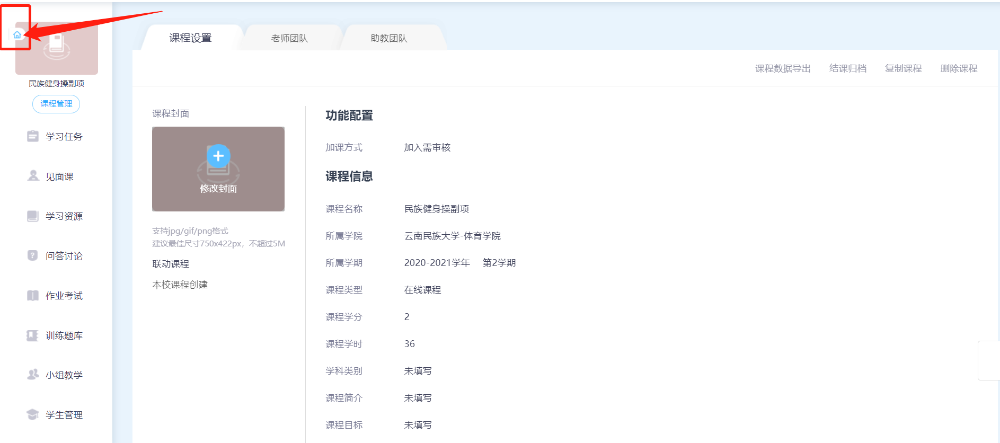 民族健身操副项
课程管理
学习任务
见面课
学习资源
问答讨论
作业考试
训练题库
小组教学
学生管理
课程设置
老师团队
助教团队
课程数据导出
结课归档
复制课程
删除课程
课程封面
修改封面
支持jpg/gif/png格式
建议最佳尺寸750x422px，不超过5M
联动课程
本校课程创建
功能配置
加课方式 加入需审核
课程信息
课程名称 民族健身操副项
所属学院 云南民族大学-体育学院
所属学期 2020-2021学年 第2学期
课程类型 在线课程
课程学分 2
课程学时 36
学科类别 未填写
课程简介 未填写
课程目标 未填写